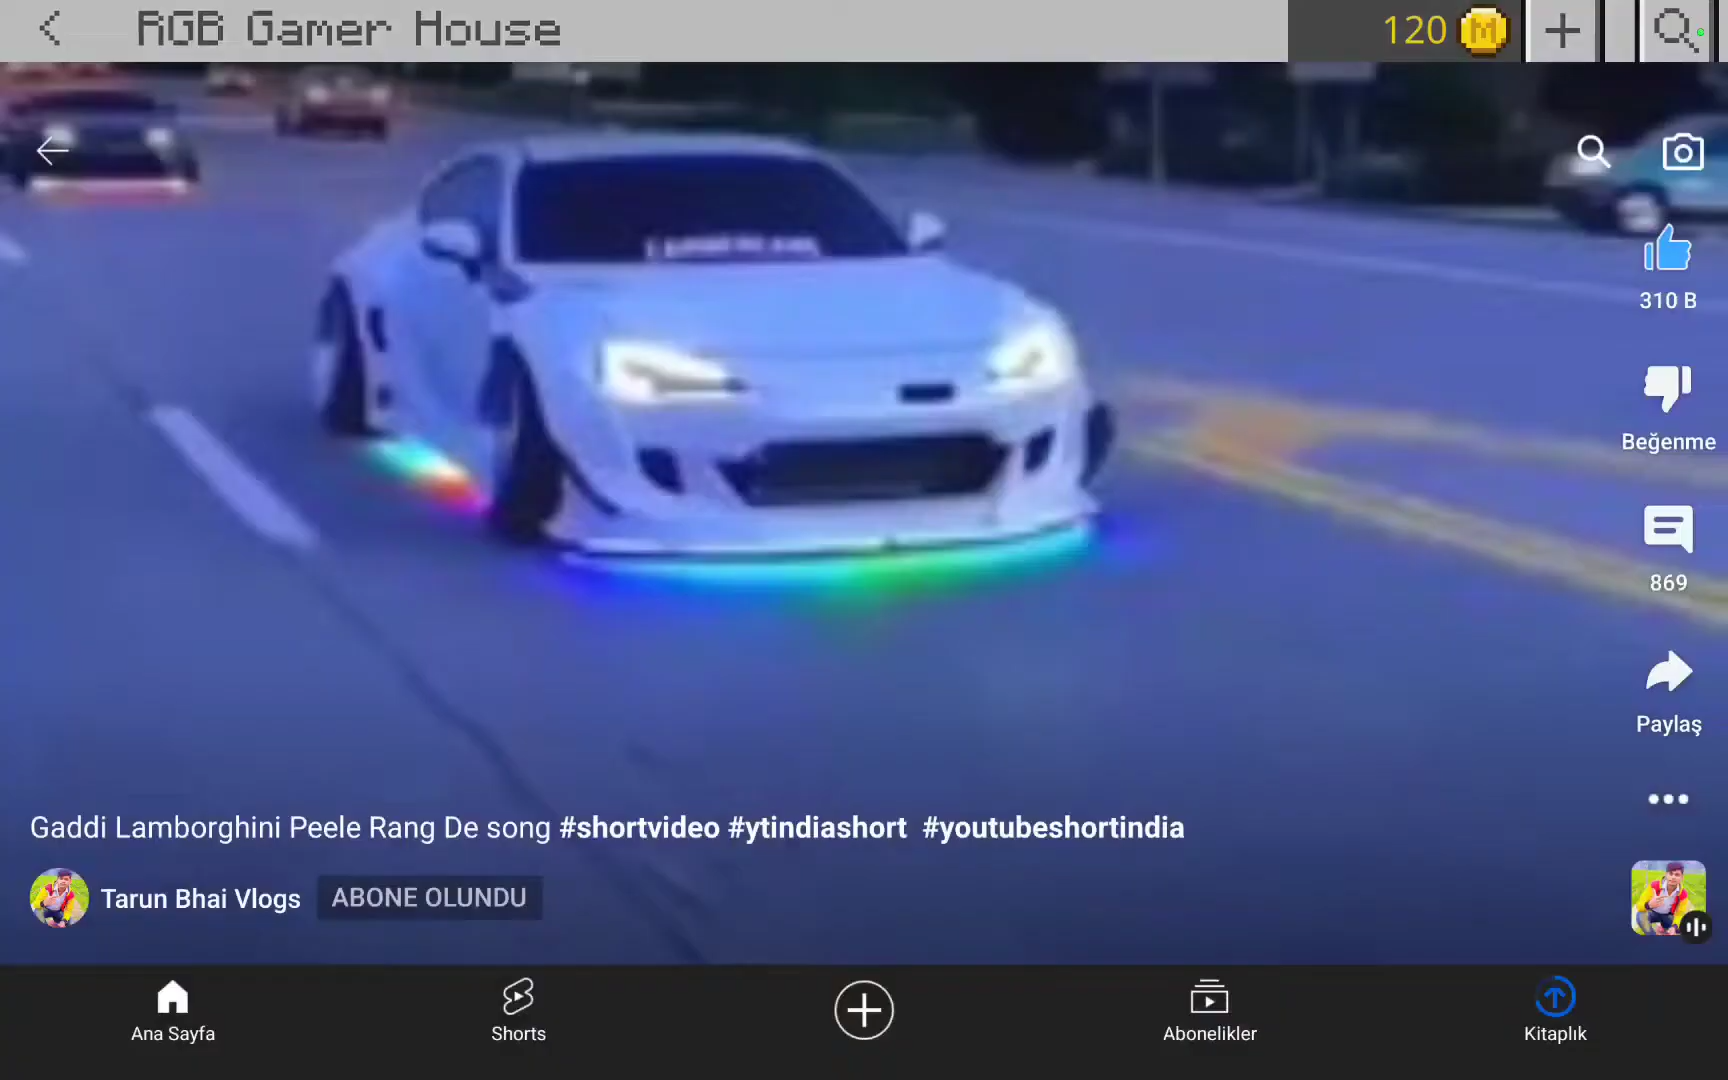 RGB Gamer House
120
310 B
Beğenme
869
Paylaş
Gaddi Lamborghini Peele Rang De song #shortvideo #ytindiashort #youtubeshortindia
Tarun Bhai Vlogs
ABONE OLUNDU
Ana Sayfa
Shorts
Abonelikler
Kitaplık